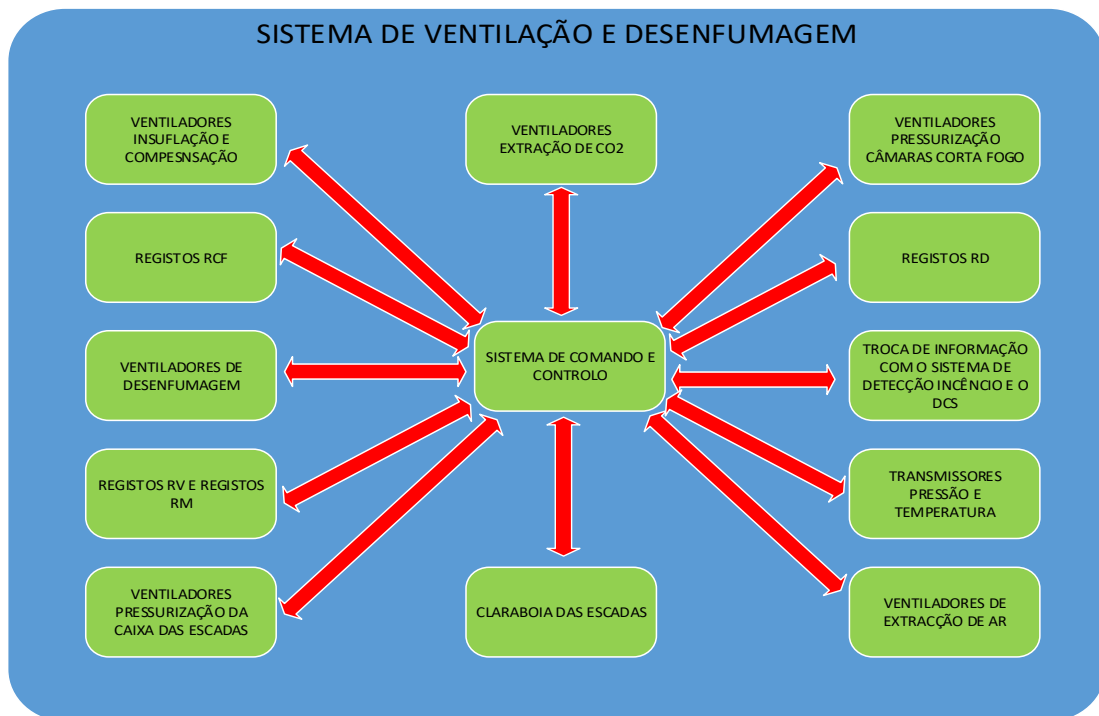 SISTEMA DE VENTILAÇÃO E DESENFUMAGEM
VENTILADORES
INSUFLAÇÃO E
COMPESNSAÇÃO
VENTILADORES
EXTRAÇÃO DE CO2
VENTILADORES
PRESSURIZAÇÃO
CÂMARAS CORTA FOGO
REGISTOS RCF
REGISTOS RD
VENTILADORES DE
DESENFUMAGEM
SISTEMA DE COMANDO E
CONTROLO
TROCA DE INFORMAÇÃO
COM O SISTEMA DE
DETECÇÃO INCÊNCIO E O
DCS
REGISTOS RV E REGISTOS
RM
TRANSMISSORES
PRESSÃO E
TEMPERATURA
VENTILADORES
PRESSURIZAÇÃO DA
CAIXA DAS ESCADAS
CLARABOIA DAS ESCADAS
VENTILADORES DE
EXTRACÇÃO DE AR